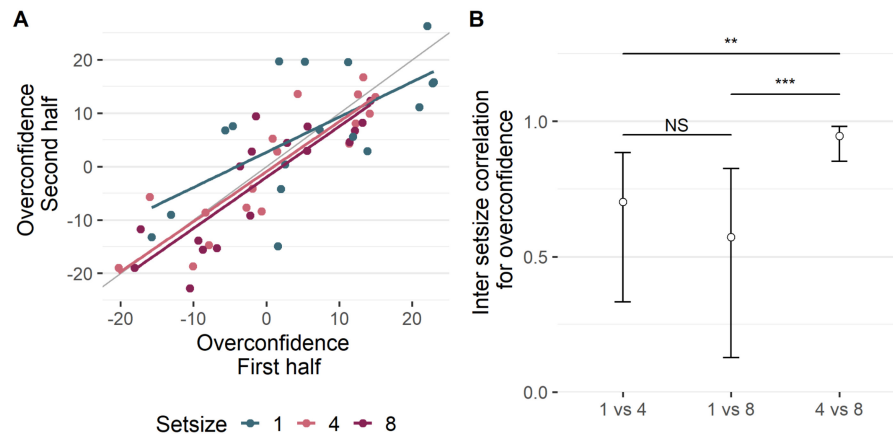 A
Overconfidence
Second half
20
10
0
-10
-20
-20
-10
0
10
20
Overconfidence
First half
Setsize
1
4
8
B
Inter setsize correlation
for overconfidence
1.0
0.5
0.0
**
***
NS
1 vs 4
1 vs 8
4 vs 8